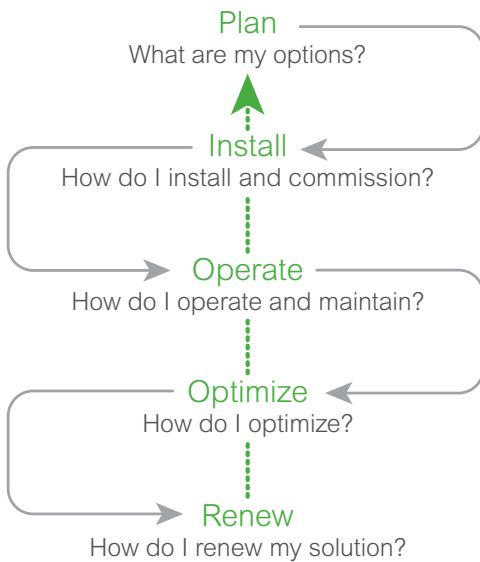 Plan
What are my options?
Install
How do I install and commission?
Operate
How do I operate and maintain?
Optimize
How do I optimize?
Renew
How do I renew my solution?